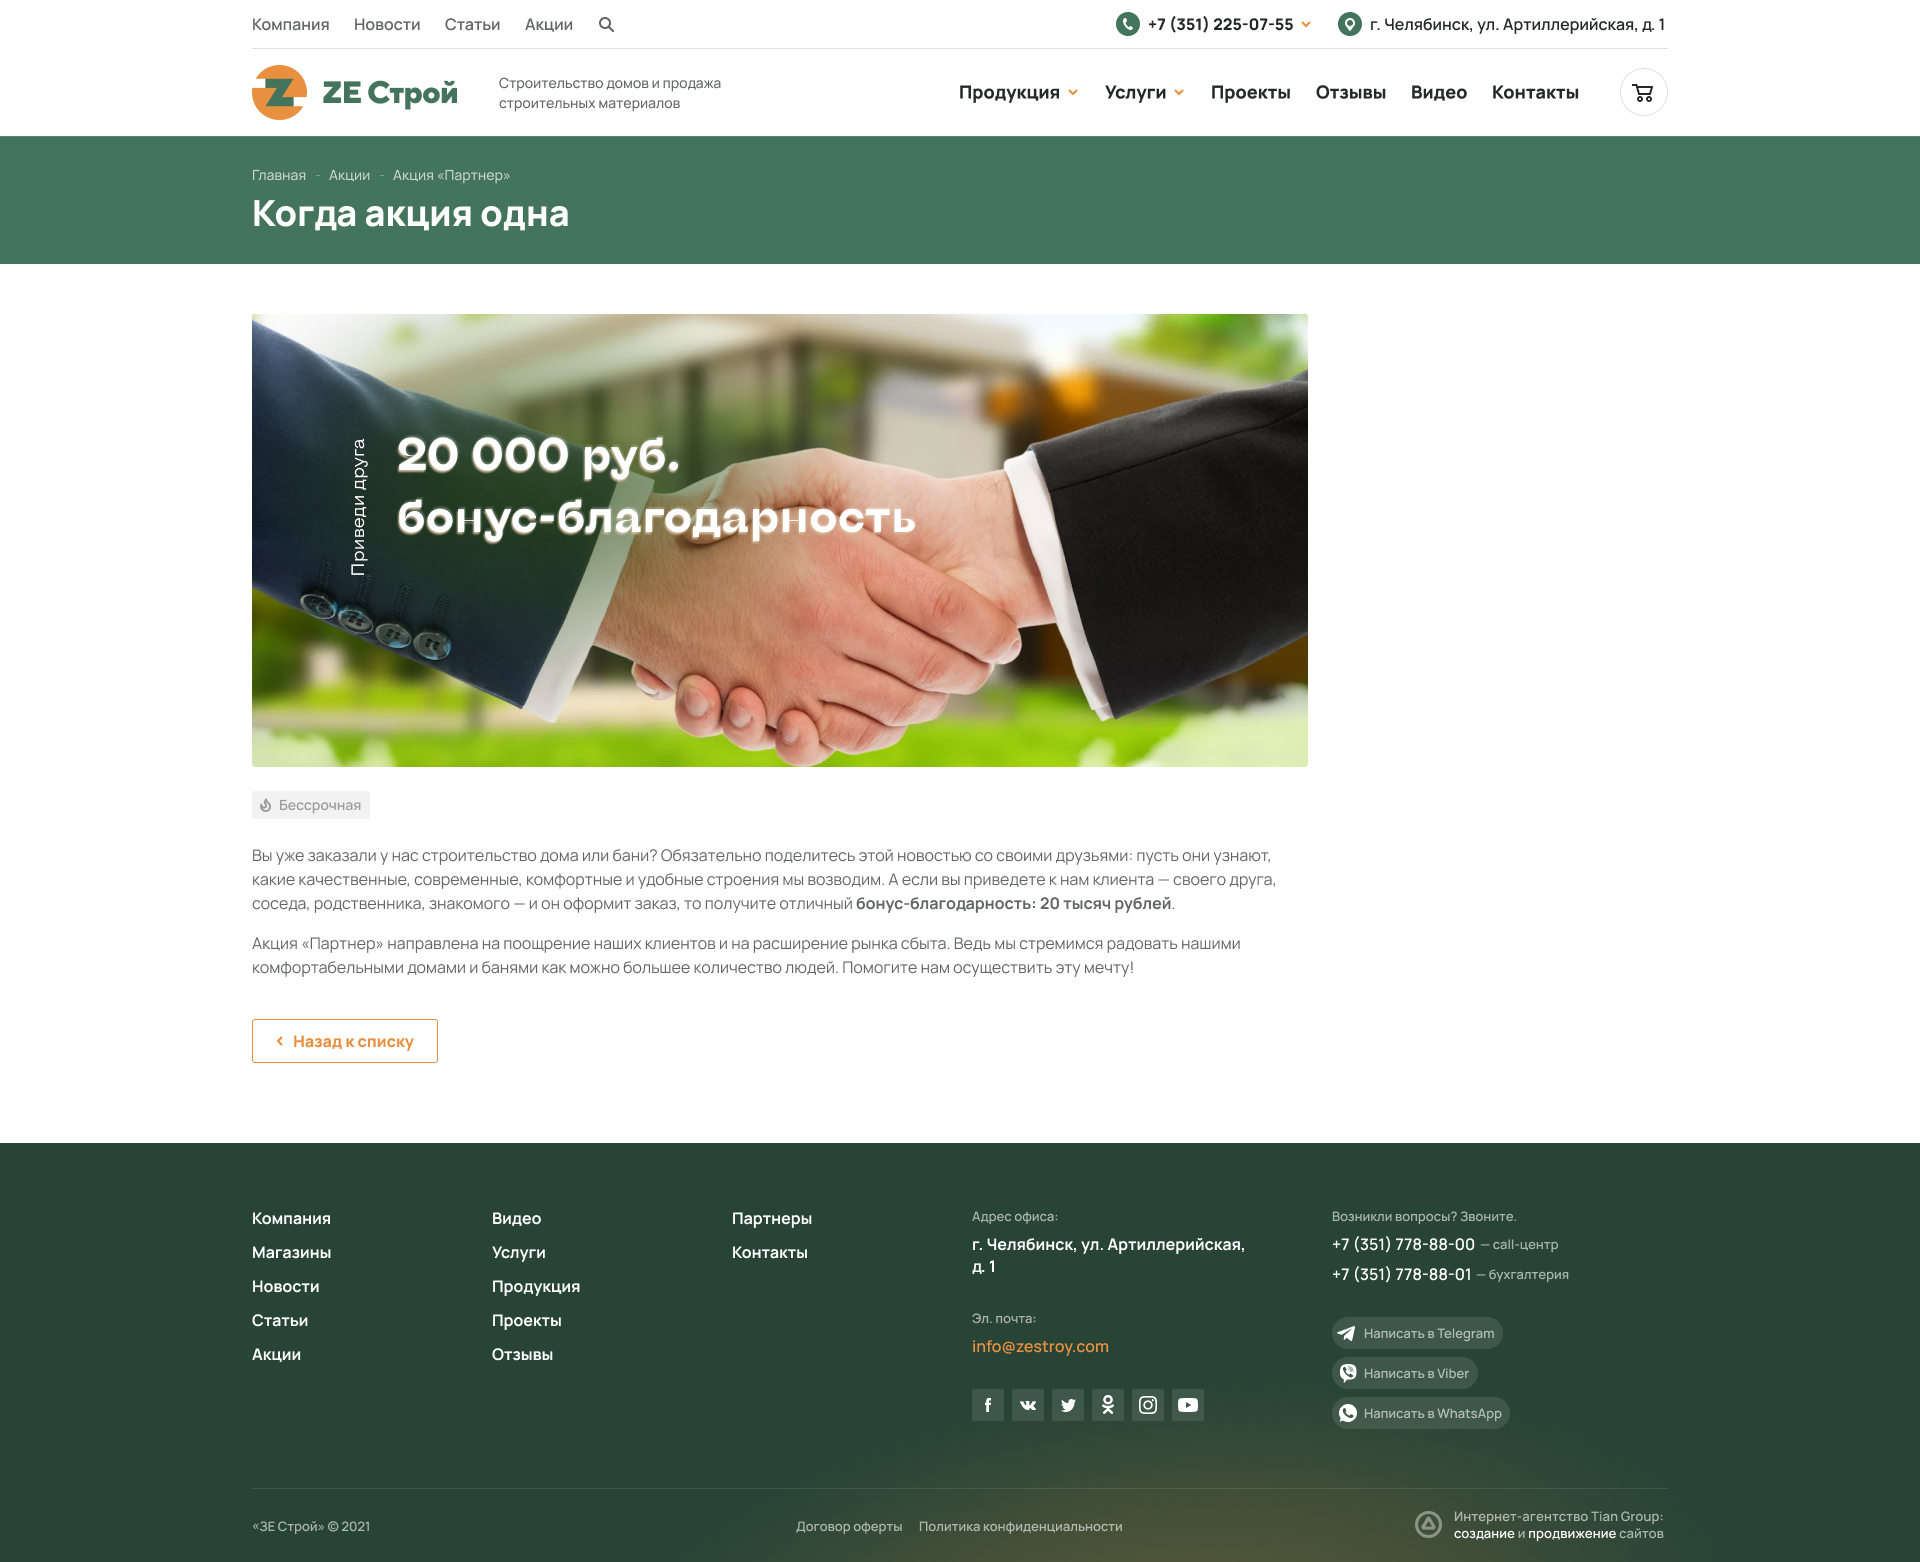 Компания Новости Статьи Акции
+7 (351) 225-07-55
г. Челябинск, ул. Артиллерийская, д. 1
ZE Строй
Строительство домов и продажа
строительных материалов
Продукция Услуги Проекты Отзывы Видео Контакты
Главная - Акции - Акция «Партнер»
Когда акция одна
Приведи друга
20 000 руб.
бонус-благодарность
Бессрочная
Вы уже заказали у нас строительство дома или бани? Обязательно поделитесь этой новостью со своими друзьями: пусть они узнают,
какие качественные, современные, комфортные и удобные строения мы возводим. А если вы приведете к нам клиента — своего друга,
соседа, родственника, знакомого — и он оформит заказ, то получите отличный бонус-благодарность: 20 тысяч рублей.
Акция «Партнер» направлена на поощрение наших клиентов и на расширение рынка сбыта. Ведь мы стремимся радовать нашими
комфортабельными домами и банями как можно большее количество людей. Помогите нам осуществить эту мечту!
Назад к списку
Компания
Магазины
Новости
Статьи
Акции
Видео
Услуги
Продукция
Проекты
Отзывы
Партнеры
Контакты
Адрес офиса:
г. Челябинск, ул. Артиллерийская,
д. 1
Эл. почта:
info@zestroy.com
Возникли вопросы? Звоните.
+7 (351) 778-88-00 — call-центр
+7 (351) 778-88-01 — бухгалтерия
Написать в Telegram
Написать в Viber
Написать в WhatsApp
«ЗЕ Строй» © 2021
Договор оферты Политика конфиденциальности
Интернет-агентство Tian Group:
создание и продвижение сайтов